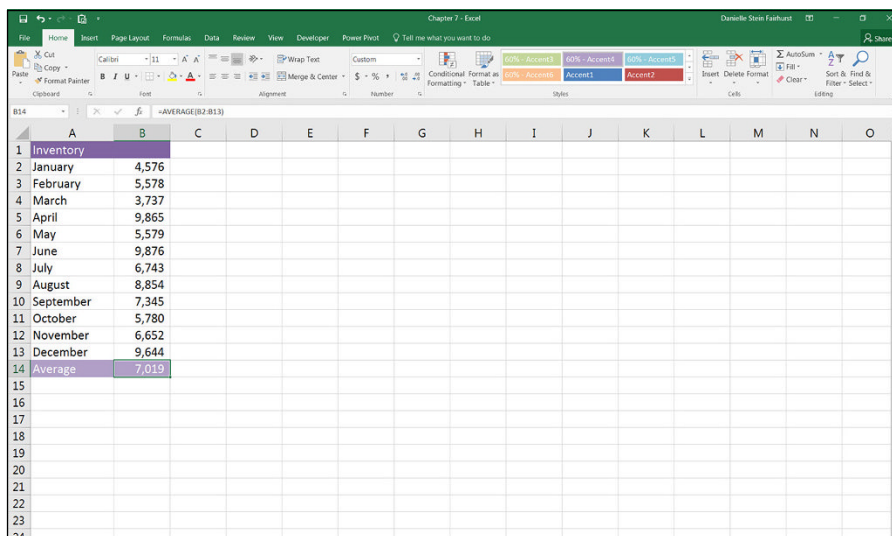 Chapter 7 - Excel
Danielle Stein Fairhurst
File Home Insert Page Layout Formulas Data Review View Developer Power Pivot Tell me what you want to do
Share
Cut
Copy
Format Painter
Paste
Clipboard
Calibri 11
B I U
Font
Wrap Text
Merge & Center
Alignment
Custom
$ % ,
Number
Conditional Formatting
Format as Table
60% - Accent3 60% - Accent4 60% - Accent5
60% - Accent6 Accent1 Accent2
Styles
Insert Delete Format
Cells
AutoSum
Fill
Clear
Sort & Filter
Find & Select
Editing
B14 fx =AVERAGE(B2:B13)
A B C D E F G H I J K L M N O
1 Inventory
2 January 4,576
3 February 5,578
4 March 3,737
5 April 9,865
6 May 5,579
7 June 9,876
8 July 6,743
9 August 8,854
10 September 7,345
11 October 5,780
12 November 6,652
13 December 9,644
14 Average 7,019
15
16
17
18
19
20
21
22
23